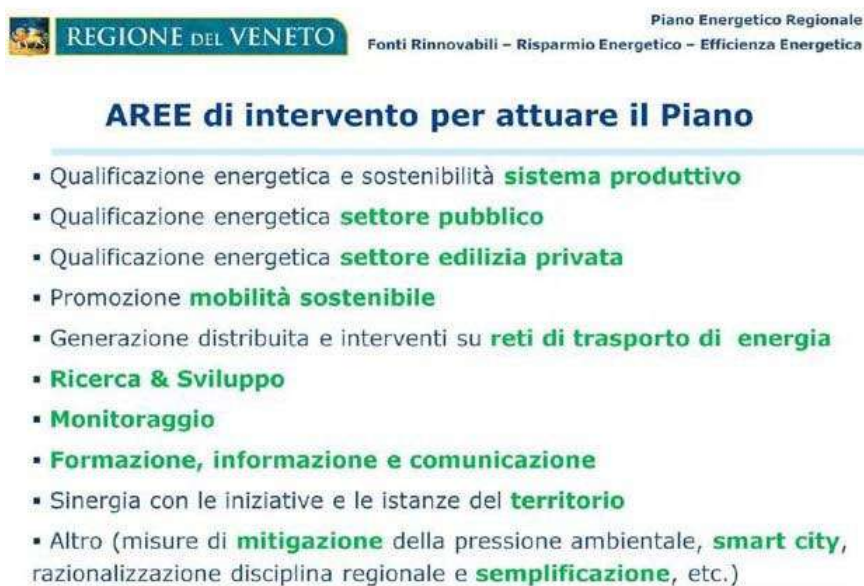 REGIONE DEL VENETO
Piano Energetico Regionale
Fonti Rinnovabili – Risparmio Energetico – Efficienza Energetica
AREE di intervento per attuare il Piano
▪ Qualificazione energetica e sostenibilità sistema produttivo
▪ Qualificazione energetica settore pubblico
▪ Qualificazione energetica settore edilizia privata
▪ Promozione mobilità sostenibile
▪ Generazione distribuita e interventi su reti di trasporto di energia
▪ Ricerca & Sviluppo
▪ Monitoraggio
▪ Formazione, informazione e comunicazione
▪ Sinergia con le iniziative e le istanze del territorio
▪ Altro (misure di mitigazione della pressione ambientale, smart city,
razionalizzazione disciplina regionale e semplificazione, etc.)